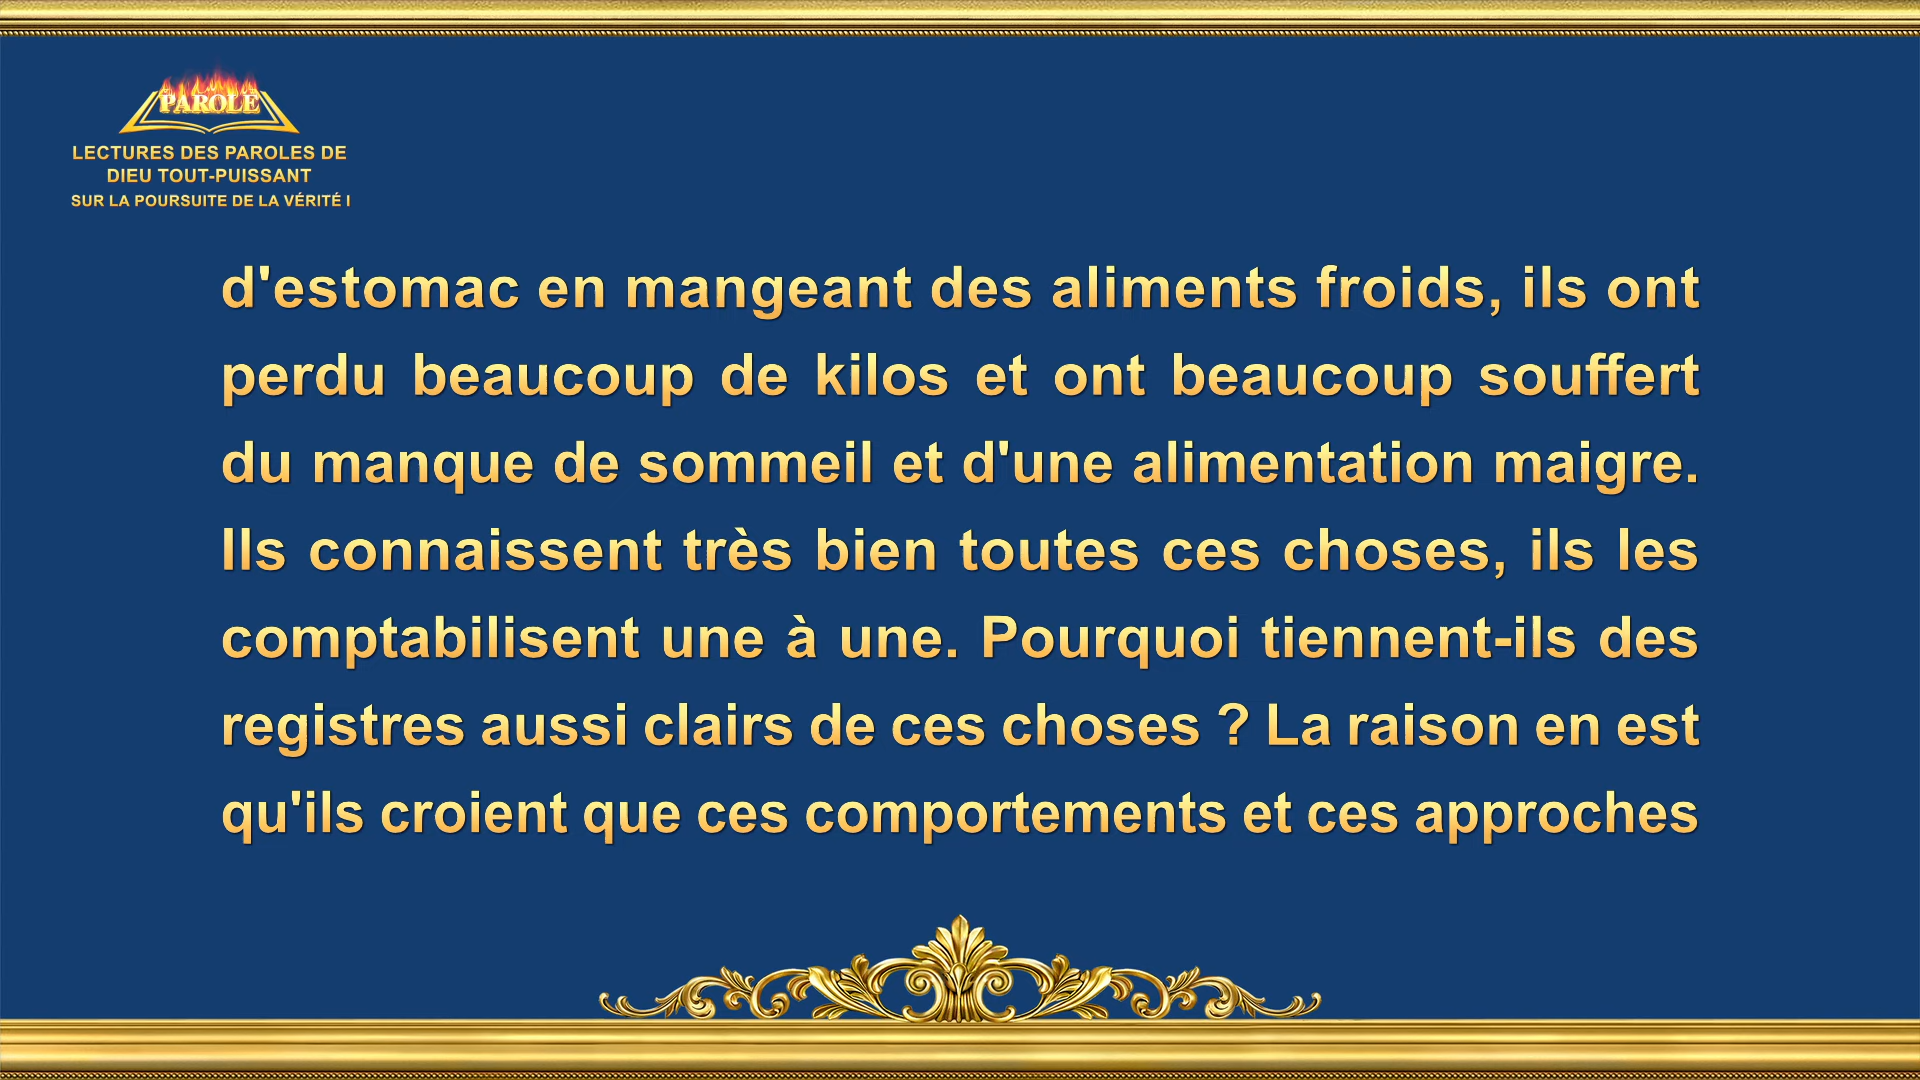 PAROLE
LECTURES DES PAROLES DE
DIEU TOUT-PUISSANT
SUR LA POURSUITE DE LA VÉRITÉ I
d'estomac en mangeant des aliments froids, ils ont
perdu beaucoup de kilos et ont beaucoup souffert
du manque de sommeil et d'une alimentation maigre.
Ils connaissent très bien toutes ces choses, ils les
comptabilisent une à une. Pourquoi tiennent-ils des
registres aussi clairs de ces choses ? La raison en est
qu'ils croient que ces comportements et ces approches